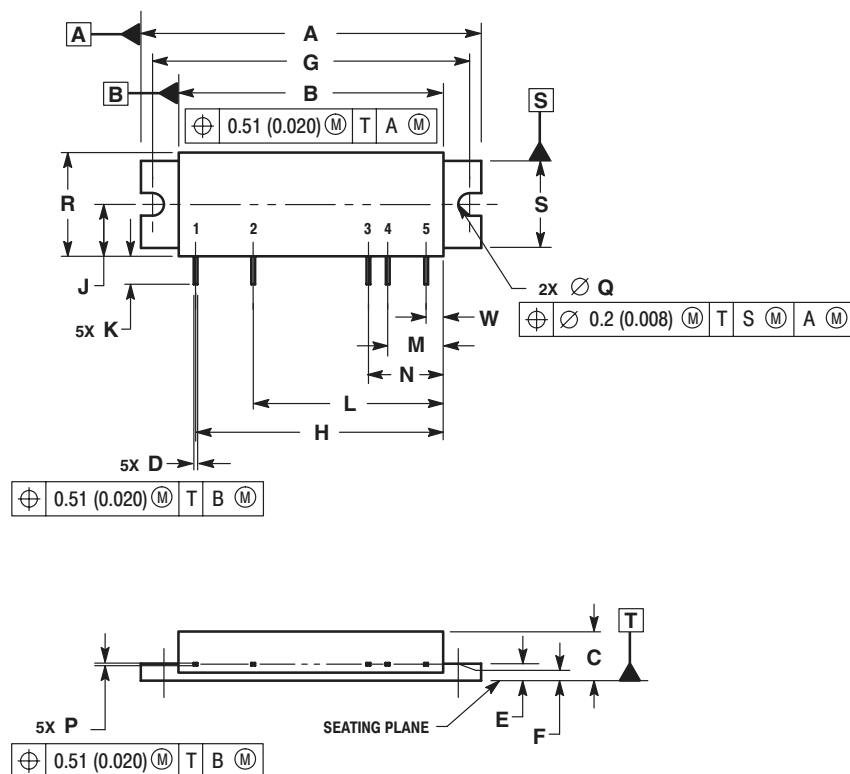 A A
G
B B
⌖ 0.51 (0.020) Ⓜ T A Ⓜ
S
R
S
1 2 3 4 5
J
2X ∅ Q
⌖ ∅ 0.2 (0.008) Ⓜ T S Ⓜ A Ⓜ
5X K
W
M
N
L
H
5X D
⌖ 0.51 (0.020) Ⓜ T B Ⓜ
T
C
E
F
SEATING PLANE
5X P
⌖ 0.51 (0.020) Ⓜ T B Ⓜ